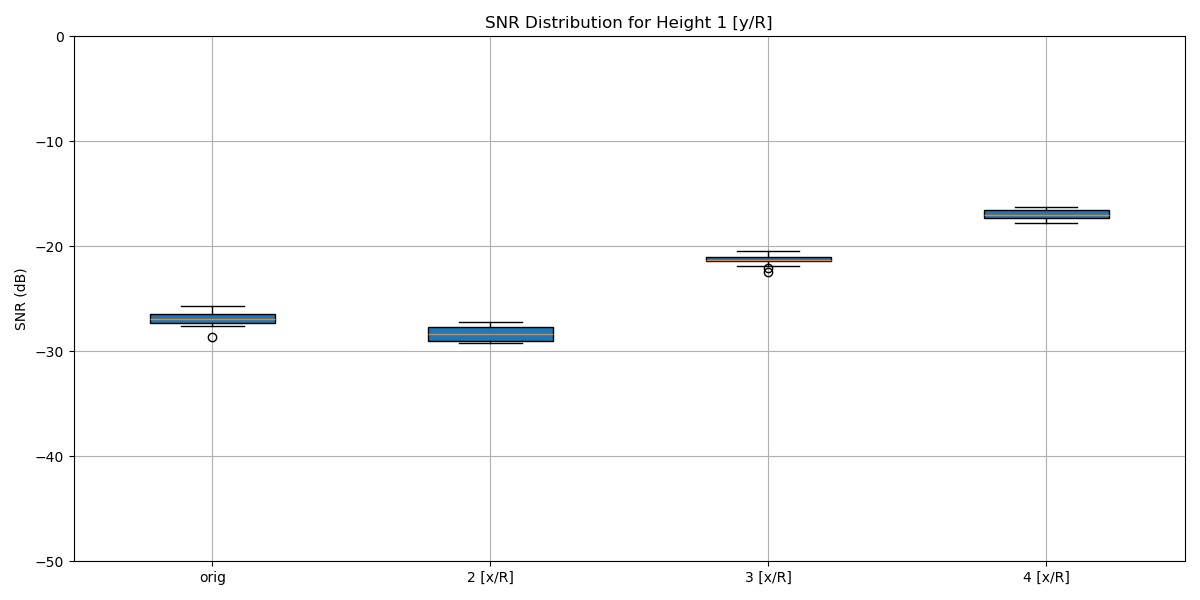 SNR Distribution for Height 1 [y/R]
SNR (dB)
0
−10
−20
−30
−40
−50
orig
2 [x/R]
3 [x/R]
4 [x/R]